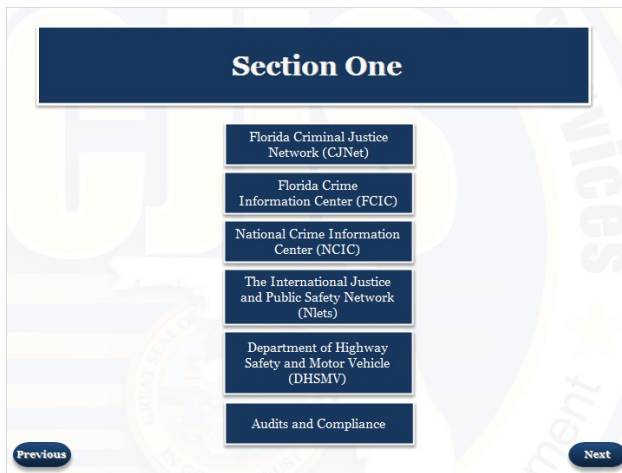 Section One
Florida Criminal Justice
Network (CJNet)
Florida Crime
Information Center (FCIC)
National Crime Information
Center (NCIC)
The International Justice
and Public Safety Network
(Nlets)
Department of Highway
Safety and Motor Vehicle
(DHSMV)
Audits and Compliance
Previous
Next